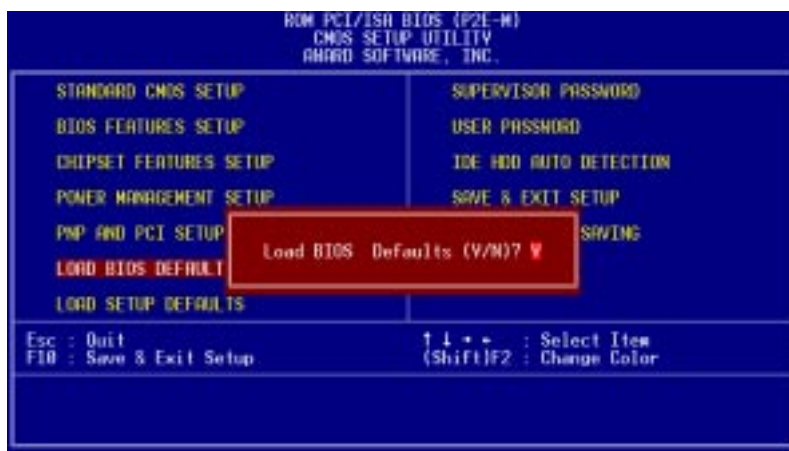 ROM PCI/ISA BIOS (P2E-M)
CMOS SETUP UTILITY
AWARD SOFTWARE, INC.
STANDARD CMOS SETUP
BIOS FEATURES SETUP
CHIPSET FEATURES SETUP
POWER MANAGEMENT SETUP
PNP AND PCI SETUP
LOAD BIOS DEFAULT
LOAD SETUP DEFAULTS
SUPERVISOR PASSWORD
USER PASSWORD
IDE HDD AUTO DETECTION
SAVE & EXIT SETUP
SAVING
Load BIOS Defaults (Y/N)? Y
Esc : Quit
F10 : Save & Exit Setup
↑ ↓ → ← : Select Item
(Shift)F2 : Change Color